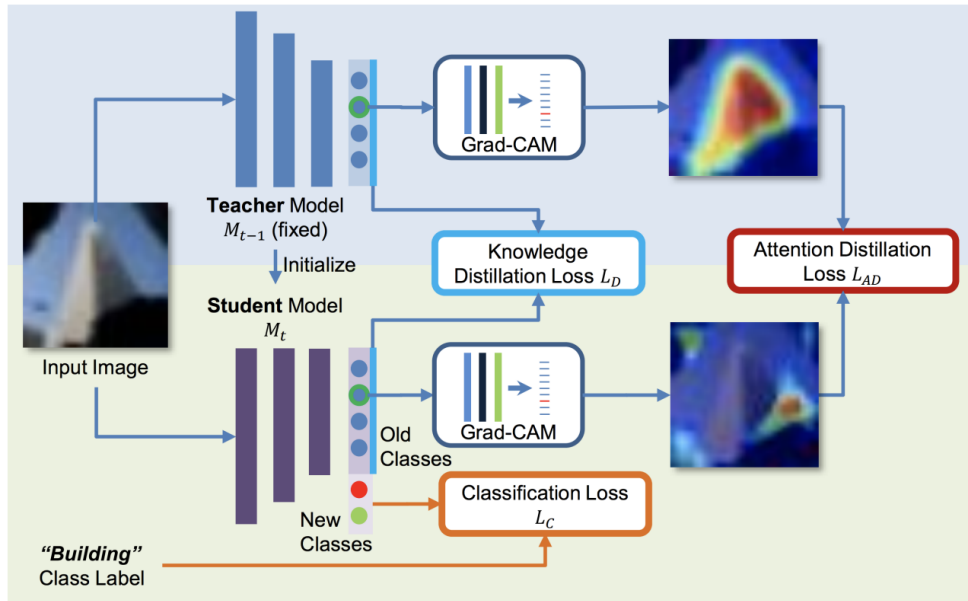 Grad-CAM
Teacher Model
M_{t-1} (fixed)
Initialize
Knowledge
Distillation Loss L_D
Attention Distillation
Loss L_{AD}
Student Model
M_t
Input Image
Grad-CAM
Old
Classes
Classification Loss
L_C
New
Classes
“Building”
Class Label